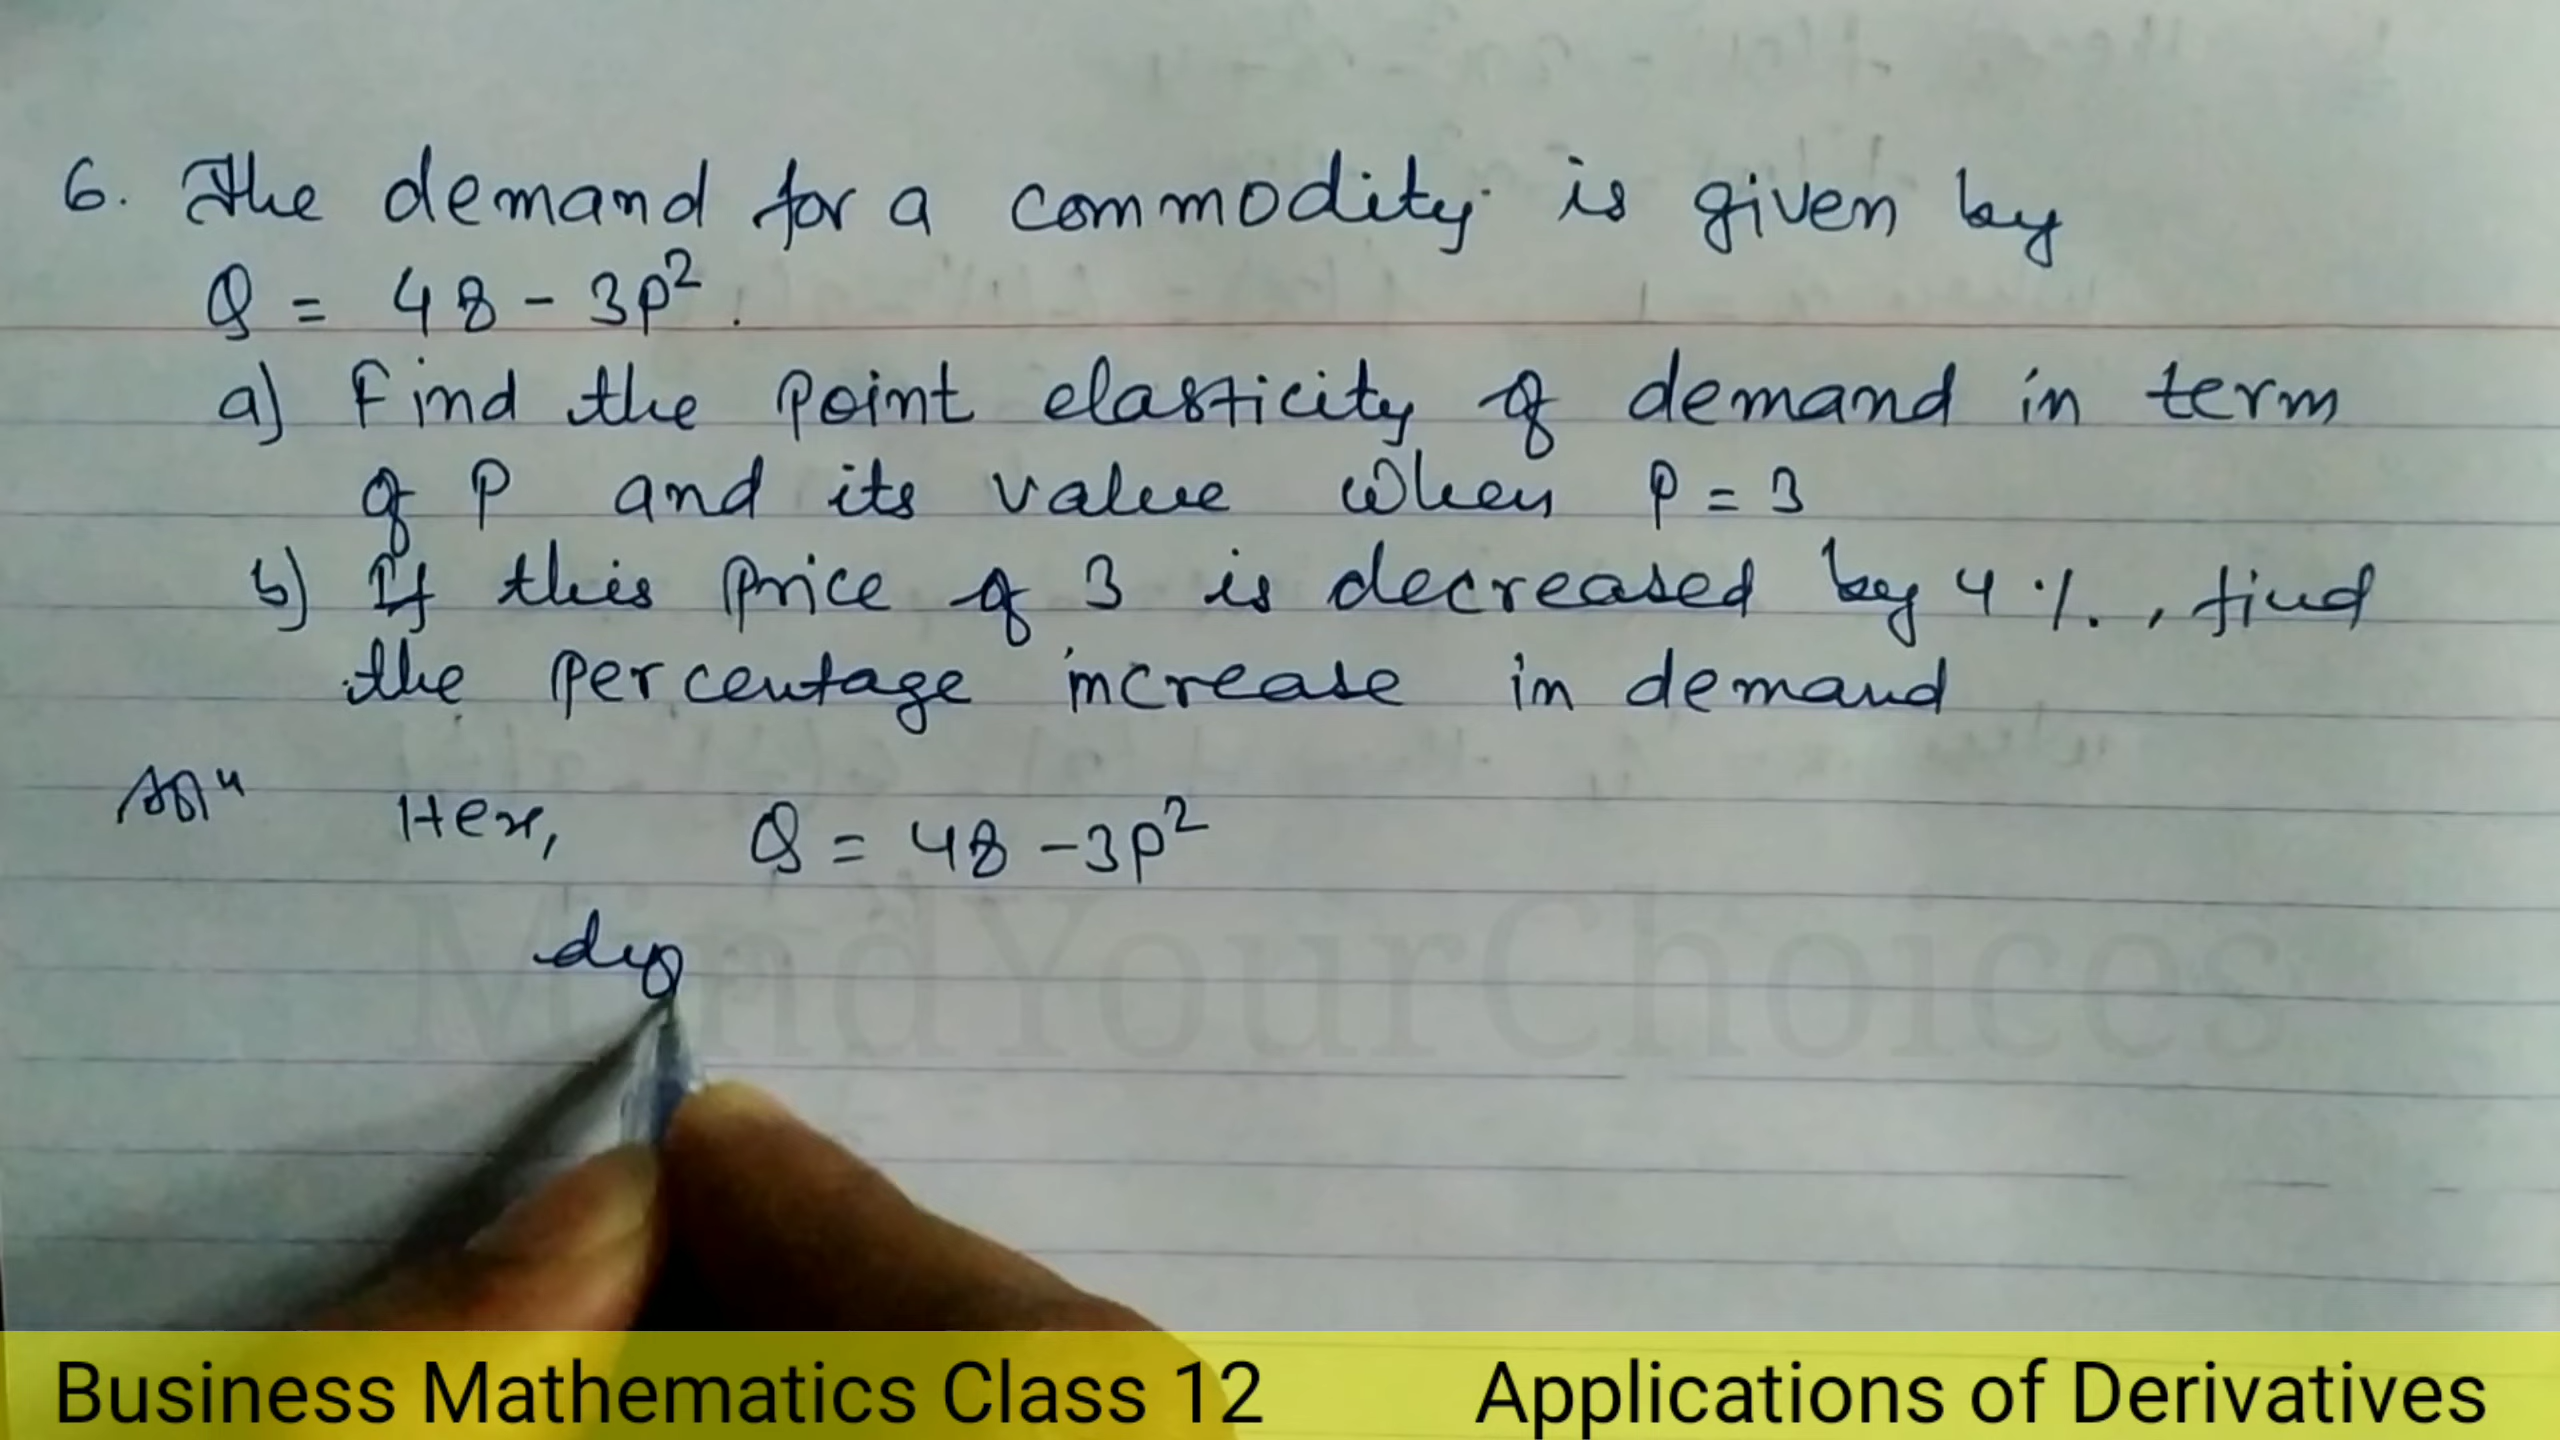 6. The demand for a commodity is given by
Q = 48 - 3P².
a) Find the point elasticity of demand in term
of P and its value when P = 3
b) If this price of 3 is decreased by 4 %. , find
the percentage increase in demand
Solⁿ Here, Q = 48 - 3P²
MindYourChoices
Business Mathematics Class 12 Applications of Derivatives